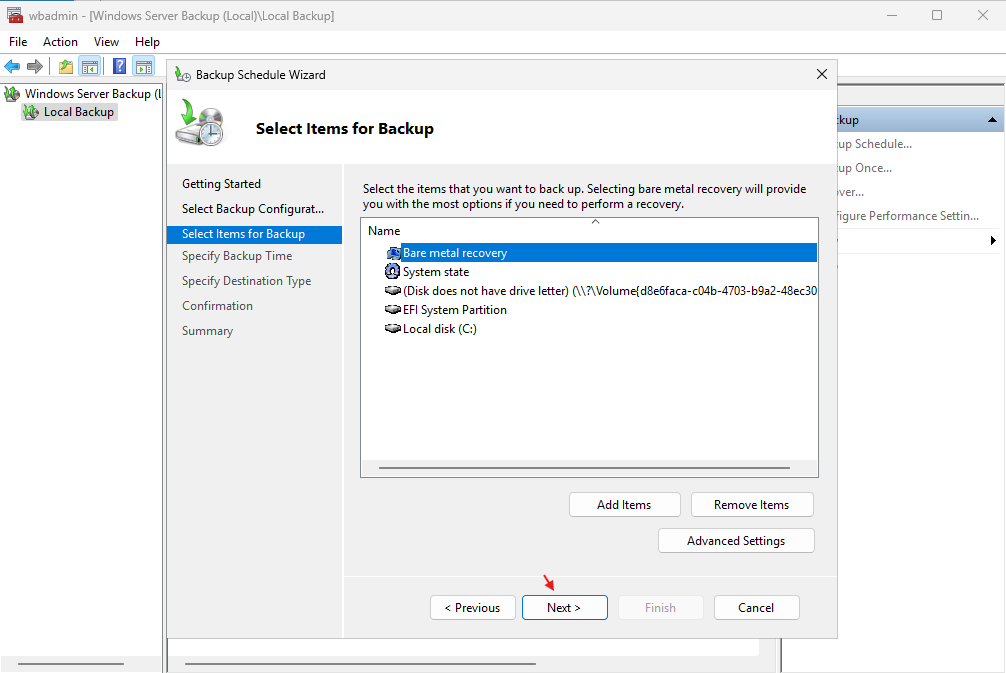 wbadmin - [Windows Server Backup (Local)\Local Backup]
File Action View Help
Windows Server Backup (L
Local Backup
Backup Schedule Wizard
Select Items for Backup
Getting Started
Select Backup Configurat...
Select Items for Backup
Specify Backup Time
Specify Destination Type
Confirmation
Summary
Select the items that you want to back up. Selecting bare metal recovery will provide
you with the most options if you need to perform a recovery.
Name
Bare metal recovery
System state
(Disk does not have drive letter) (\\?\Volume{d8e6faca-c04b-4703-b9a2-48ec30
EFI System Partition
Local disk (C:)
Add Items
Remove Items
Advanced Settings
< Previous
Next >
Finish
Cancel
kup
up Schedule...
up Once...
ver...
figure Performance Settin...